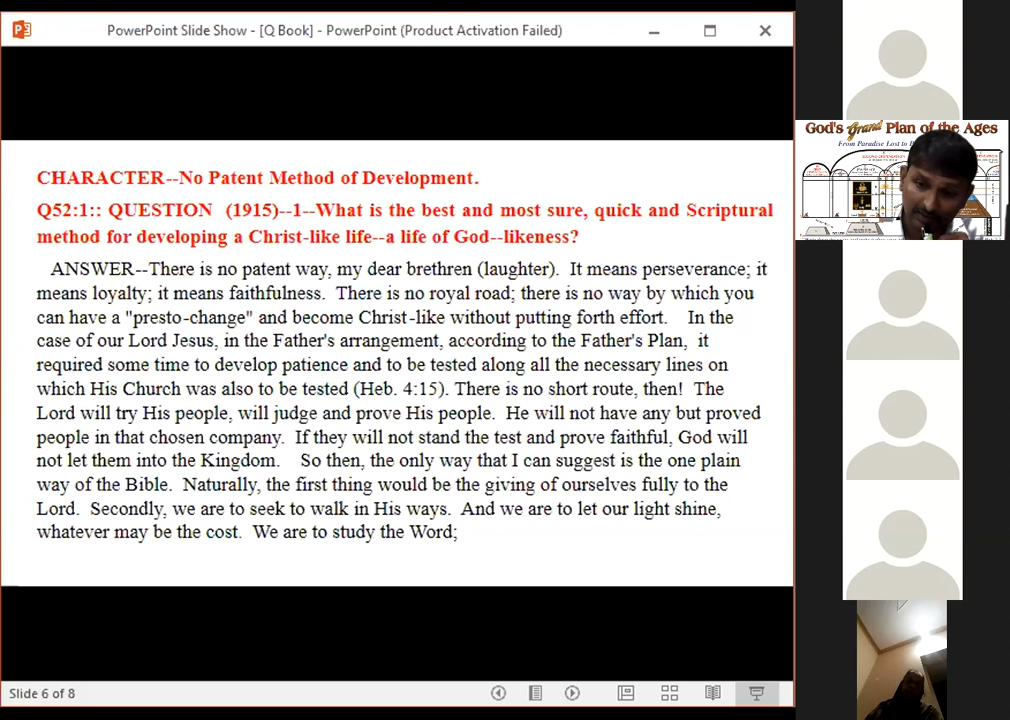 PowerPoint Slide Show - [Q Book] - PowerPoint (Product Activation Failed)
CHARACTER--No Patent Method of Development.
Q52:1:: QUESTION (1915)--1--What is the best and most sure, quick and Scriptural
method for developing a Christ-like life--a life of God--likeness?
ANSWER--There is no patent way, my dear brethren (laughter). It means perseverance; it
means loyalty; it means faithfulness. There is no royal road; there is no way by which you
can have a "presto-change" and become Christ-like without putting forth effort. In the
case of our Lord Jesus, in the Father's arrangement, according to the Father's Plan, it
required some time to develop patience and to be tested along all the necessary lines on
which His Church was also to be tested (Heb. 4:15). There is no short route, then! The
Lord will try His people, will judge and prove His people. He will not have any but proved
people in that chosen company. If they will not stand the test and prove faithful, God will
not let them into the Kingdom. So then, the only way that I can suggest is the one plain
way of the Bible. Naturally, the first thing would be the giving of ourselves fully to the
Lord. Secondly, we are to seek to walk in His ways. And we are to let our light shine,
whatever may be the cost. We are to study the Word;
Slide 6 of 8
God's Grand Plan of the Ages
From Paradise Lost to